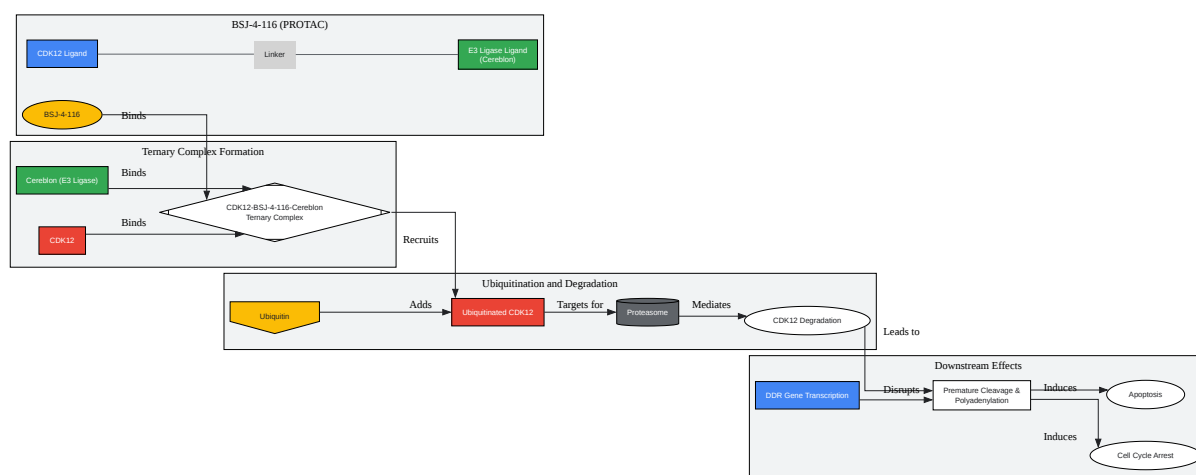 BSJ-4-116 (PROTAC)
CDK12 Ligand
Linker
E3 Ligase Ligand
(Cereblon)
BSJ-4-116
Binds
Ternary Complex Formation
Cereblon (E3 Ligase)
Binds
CDK12-BSJ-4-116-Cereblon
Ternary Complex
CDK12
Binds
Recruits
Ubiquitination and Degradation
Ubiquitin
Adds
Ubiquitinated CDK12
Targets for
Proteasome
Mediates
CDK12 Degradation
Leads to
Downstream Effects
DDR Gene Transcription
Disrupts
Premature Cleavage &
Polyadenylation
Induces
Apoptosis
Induces
Cell Cycle Arrest